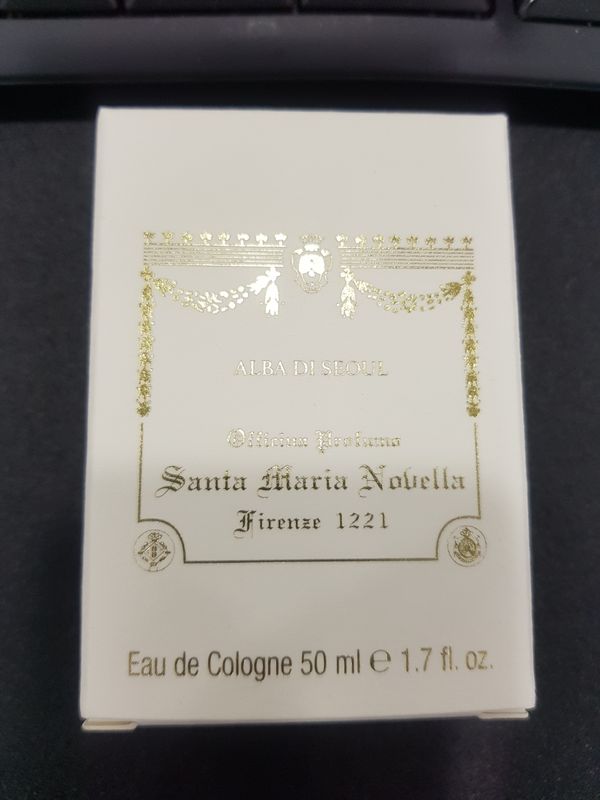 ALBA DI SEOUL
Officina Profumo
Santa Maria Novella
Firenze 1221
Eau de Cologne 50 ml ℮ 1.7 fl. oz.